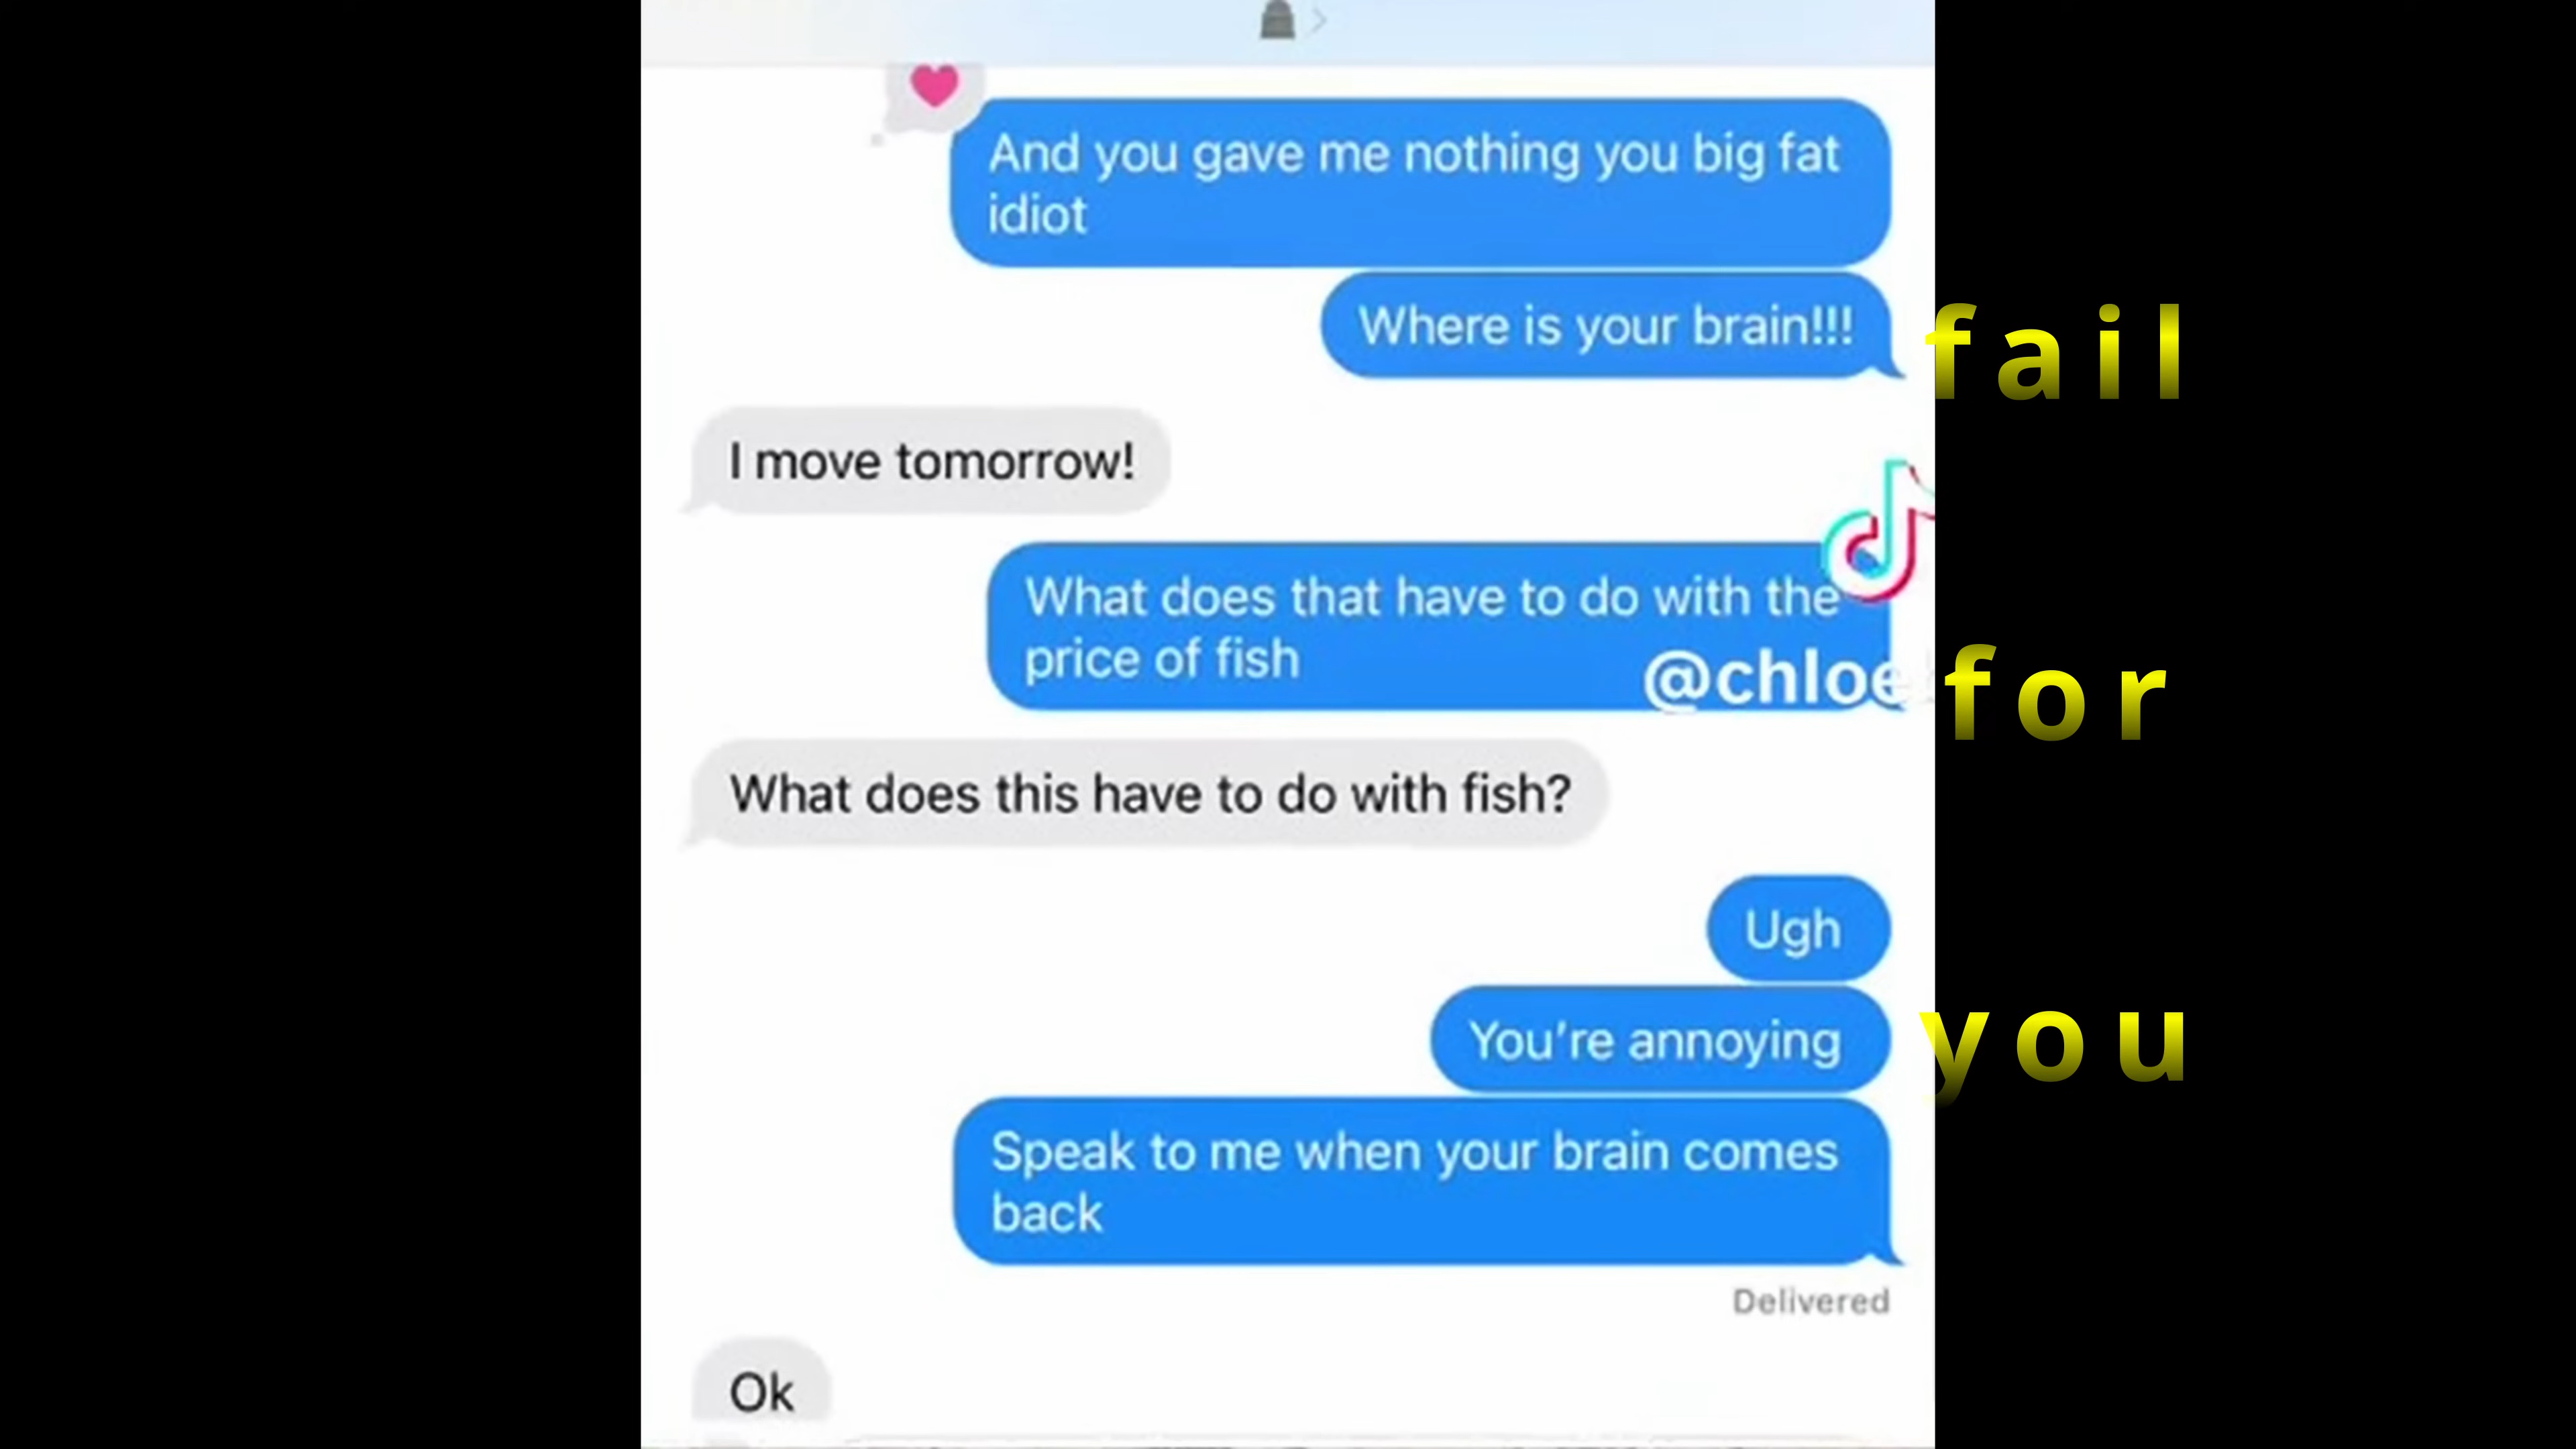 And you gave me nothing you big fat
idiot
Where is your brain!!!
I move tomorrow!
What does that have to do with the
price of fish
@chloe
What does this have to do with fish?
Ugh
You're annoying
Speak to me when your brain comes
back
Delivered
Ok
fail
for
you